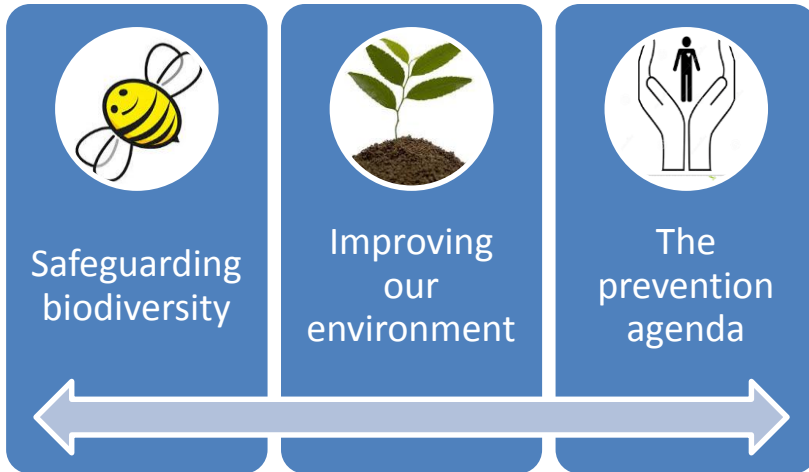 Safeguarding
biodiversity
Improving
our
environment
The
prevention
agenda